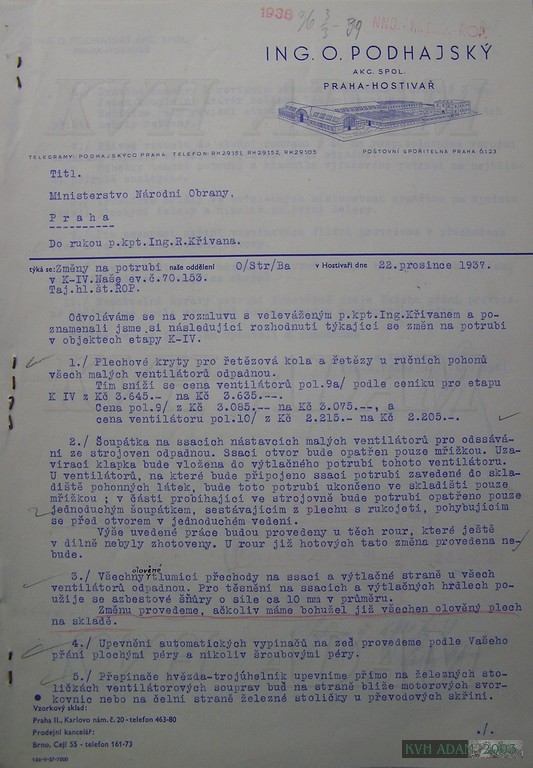 1938
3/3 -39
ING. O. PODHAJSKÝ
AKC. SPOL.
PRAHA-HOSTIVAŘ
TELEGRAMY: PODHAJSKYCO PRAHA. TELEFON: RH29151, RH29152, RH29505
POŠTOVNÍ SPOŘITELNA PRAHA 6123
Titl.
Ministerstvo Národní Obrany,
Praha
Do rukou p.kpt.Ing.R.Křivana.
týká se: Změny na potrubí naše oddělení O/Str/Ba v Hostivaři dne 22.prosince 1937.
v K-IV.Naše ev.č.70.153.
Taj.hl.št.ROP.
Odvoláváme se na rozmluvu s veleváženým p.kpt.Ing.Křivanem a po-
znamenali jsme si následující rozhodnutí týkající se změn na potrubí
v objektech etapy K-IV.
1./ Plechové kryty pro řetězová kola a řetězy u ručních pohonů
všech malých ventilátorů odpadnou.
Tím sníží se cena ventilátorů pol.9a/ podle ceníku pro etapu
K IV z Kč 3.645.- na Kč 3.635.--.
Cena pol.9/ z Kč 3.085.-- na Kč 3.075.--, a
cena ventilátoru pol.10/ z Kč 2.215.- na Kč 2.205.--.
2./ Šoupátka na ssacích nástavcích malých ventilátorů pro odssává-
ní ze strojoven odpadnou. Ssací otvor bude opatřen pouze mřížkou. Uza-
vírací klapka bude vložena do výtlačného potrubí tohoto ventilátoru.
U ventilátorů, na které bude připojeno ssací potrubí zavedené do skla-
diště pohonných látek, bude toto potrubí ukončeno ve skladišti pouze
mřížkou ; v části probíhající ve strojovně bude potrubí opatřeno pouze
jednoduchým šoupátkem, sestávajícím z plechu s rukojetí, pohybujícím
se před otvorem v jednoduchém vedení.
Výše uvedené práce budou provedeny u těch rour, které ještě
v dílně nebyly zhotoveny. U rour již hotových tato změna provedena ne-
bude.
olověné
3./ Všechny tlumící přechody na ssací a výtlačné straně u všech
ventilátorů odpadnou. Pro těsnění na ssacích a výtlačných hrdlech po-
užije se azbestové šňůry o síle ca 10 mm v průměru.
Změnu provedeme, ačkoliv máme bohužel již všechen olověný plech
na skladě.
4./ Upevnění automatických vypinačů na zeď provedeme podle Vašeho
přání plochými péry a nikoliv šroubovými péry.
5./ Přepinače hvězda-trojúhelník upevníme přímo na železných sto-
ličkách ventilátorových souprav buď na straně blíže motorových svor-
kovnic nebo na čelní straně železné stoličky u převodových skříní.
Vzorkový sklad:
Praha II., Karlovo nám. č. 20 - telefon 463-80
Prodejní kancelář:
Brno, Cejl 55 - telefon 161-73
./.
KVH ADAM 2003